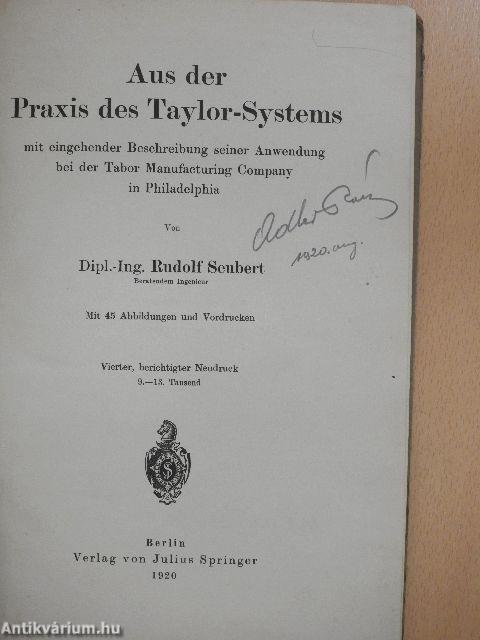 Aus der
Praxis des Taylor-Systems
mit eingehender Beschreibung seiner Anwendung
bei der Tabor Manufacturing Company
in Philadelphia
Von
Dipl.-Ing. Rudolf Seubert
Beratendem Ingenieur
Mit 45 Abbildungen und Vordrucken
Vierter, berichtigter Neudruck
9.—13. Tausend
Adler
1920. aug.
Berlin
Verlag von Julius Springer
1920
Antikvárium.hu